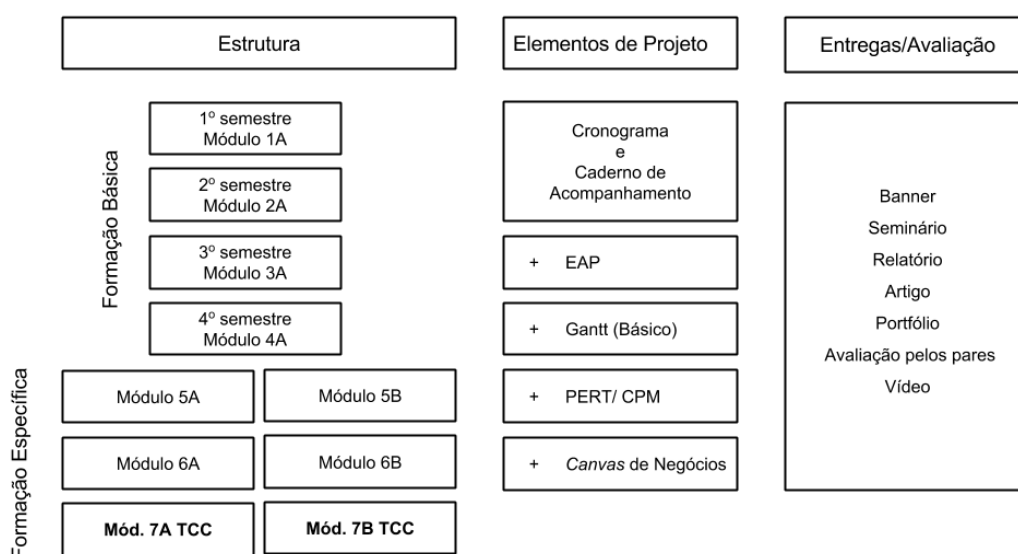 Estrutura
Elementos de Projeto
Entregas/Avaliação
Formação Básica
1º semestre
Módulo 1A
2º semestre
Módulo 2A
3º semestre
Módulo 3A
4º semestre
Módulo 4A
Formação Específica
Módulo 5A
Módulo 5B
Módulo 6A
Módulo 6B
Mód. 7A TCC
Mód. 7B TCC
Cronograma
e
Caderno de
Acompanhamento
+ EAP
+ Gantt (Básico)
+ PERT/ CPM
+ Canvas de Negócios
Banner
Seminário
Relatório
Artigo
Portfólio
Avaliação pelos pares
Vídeo